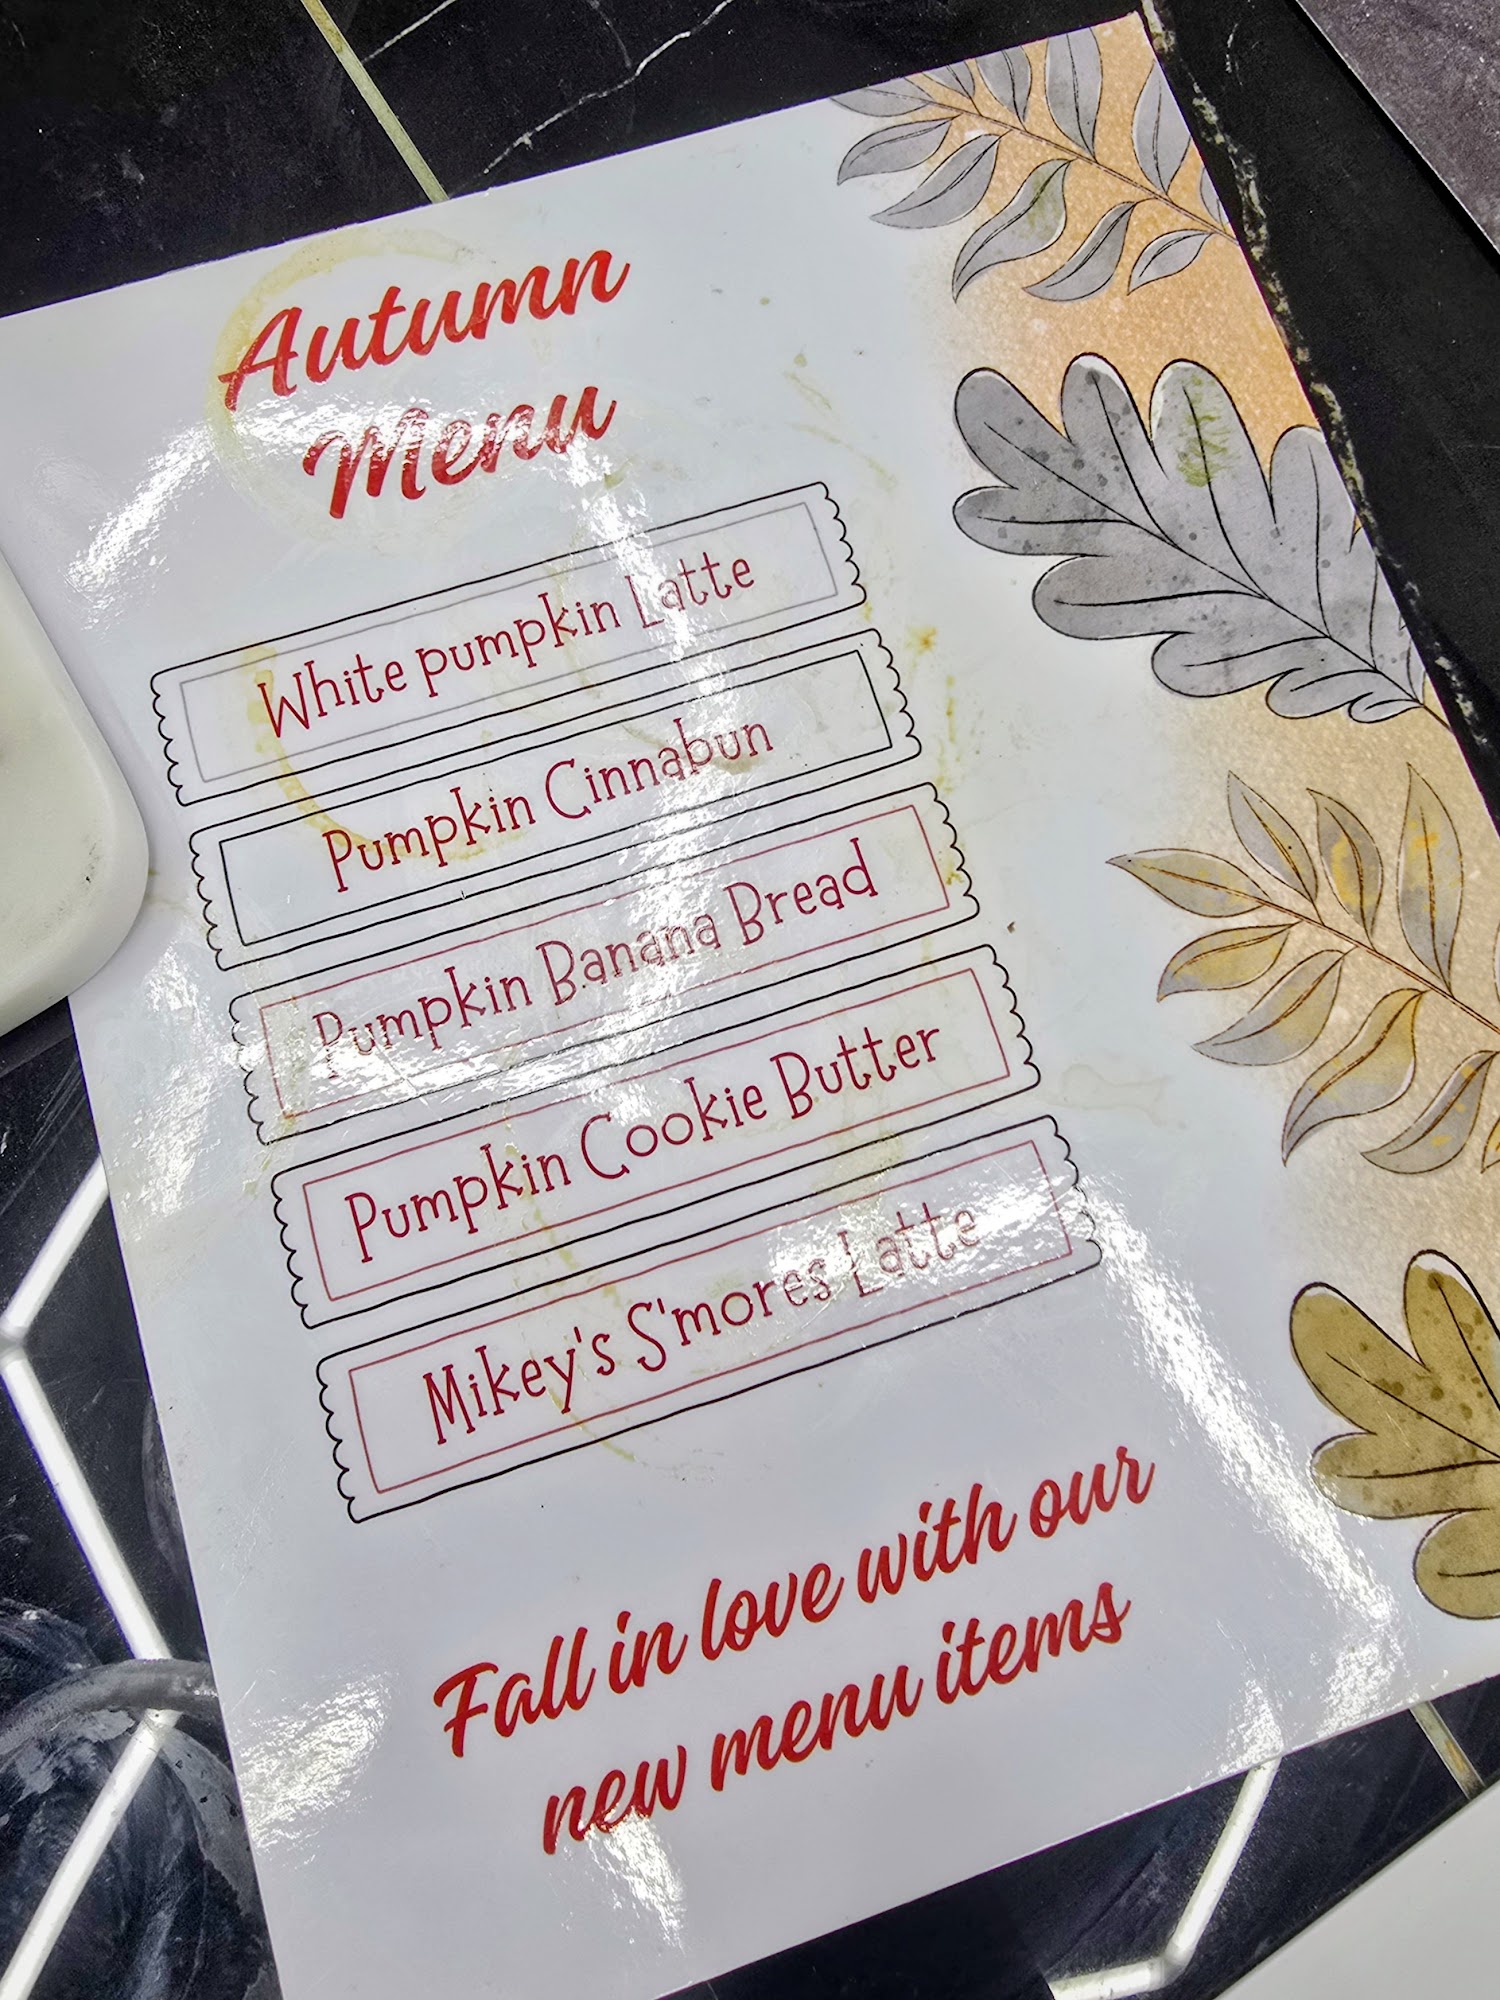 Autumn
Menu
White pumpkin Latte
Pumpkin Cinnabun
Pumpkin Banana Bread
Pumpkin Cookie Butter
Mikey's S'mores Latte
Fall in love with our
new menu items